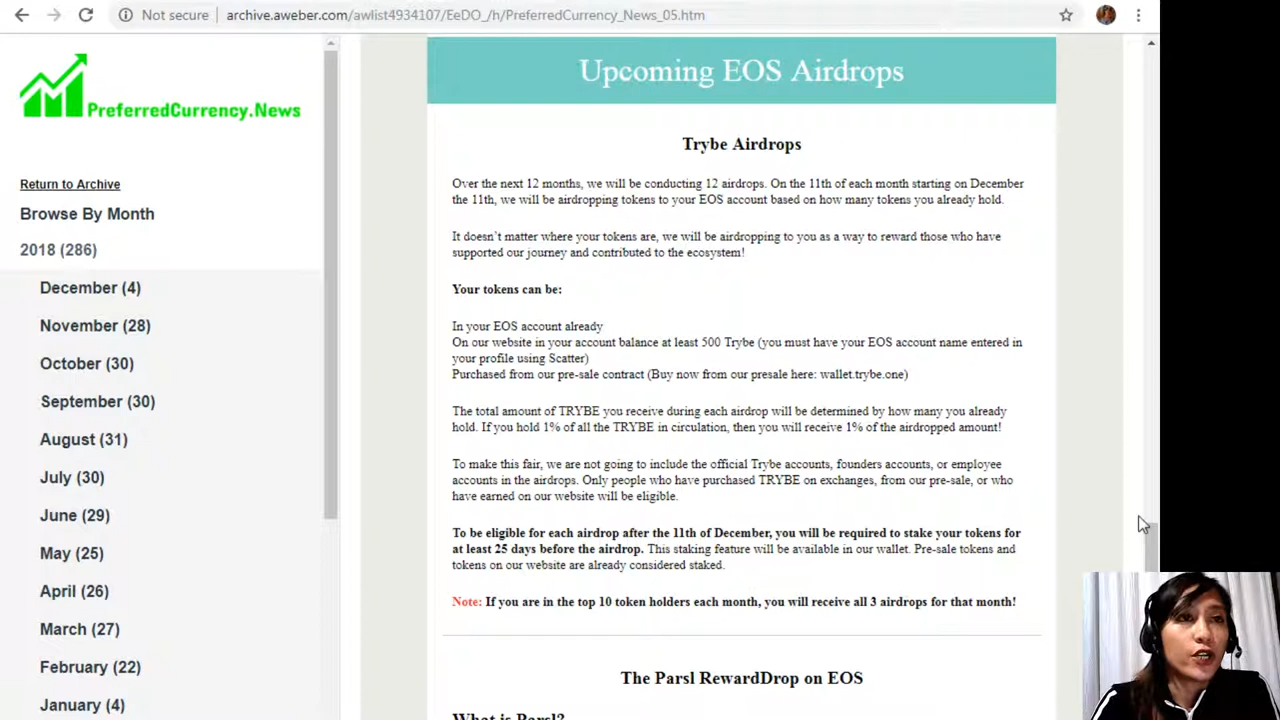 Not secure archive.aweber.com/awlist4934107/EeDO_/h/PreferredCurrency_News_05.htm
PreferredCurrency.News
Return to Archive
Browse By Month
2018 (286)
December (4)
November (28)
October (30)
September (30)
August (31)
July (30)
June (29)
May (25)
April (26)
March (27)
February (22)
January (4)
Upcoming EOS Airdrops
Trybe Airdrops
Over the next 12 months, we will be conducting 12 airdrops. On the 11th of each month starting on December
the 11th, we will be airdropping tokens to your EOS account based on how many tokens you already hold.
It doesn't matter where your tokens are, we will be airdropping to you as a way to reward those who have
supported our journey and contributed to the ecosystem!
Your tokens can be:
In your EOS account already
On our website in your account balance at least 500 Trybe (you must have your EOS account name entered in
your profile using Scatter)
Purchased from our pre-sale contract (Buy now from our presale here: wallet.trybe.one)
The total amount of TRYBE you receive during each airdrop will be determined by how many you already
hold. If you hold 1% of all the TRYBE in circulation, then you will receive 1% of the airdropped amount!
To make this fair, we are not going to include the official Trybe accounts, founders accounts, or employee
accounts in the airdrops. Only people who have purchased TRYBE on exchanges, from our pre-sale, or who
have earned on our website will be eligible.
To be eligible for each airdrop after the 11th of December, you will be required to stake your tokens for
at least 25 days before the airdrop. This staking feature will be available in our wallet. Pre-sale tokens and
tokens on our website are already considered staked.
Note: If you are in the top 10 token holders each month, you will receive all 3 airdrops for that month!
The Parsl RewardDrop on EOS
What is Parsl?